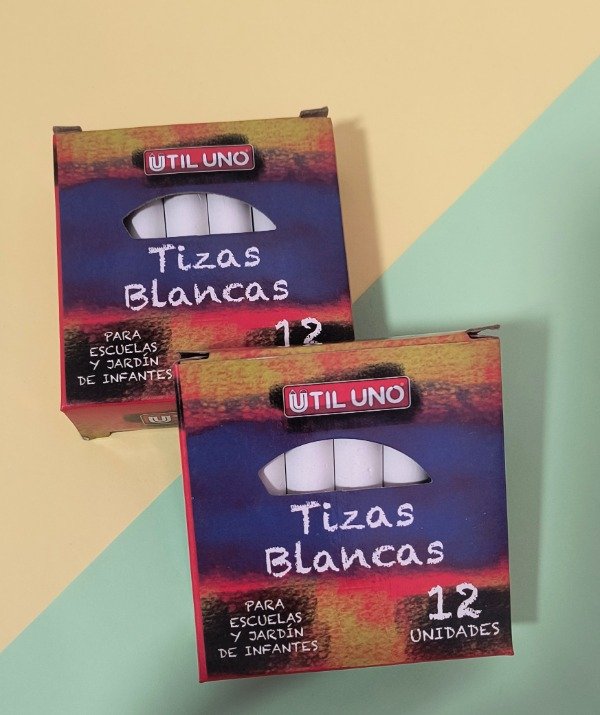 ÚTIL UNO
Tizas
Blancas
PARA
ESCUELAS
Y JARDÍN
DE INFANTES
12
ÚTIL UNO
Tizas
Blancas
PARA
ESCUELAS
Y JARDÍN
DE INFANTES
12
UNIDADES